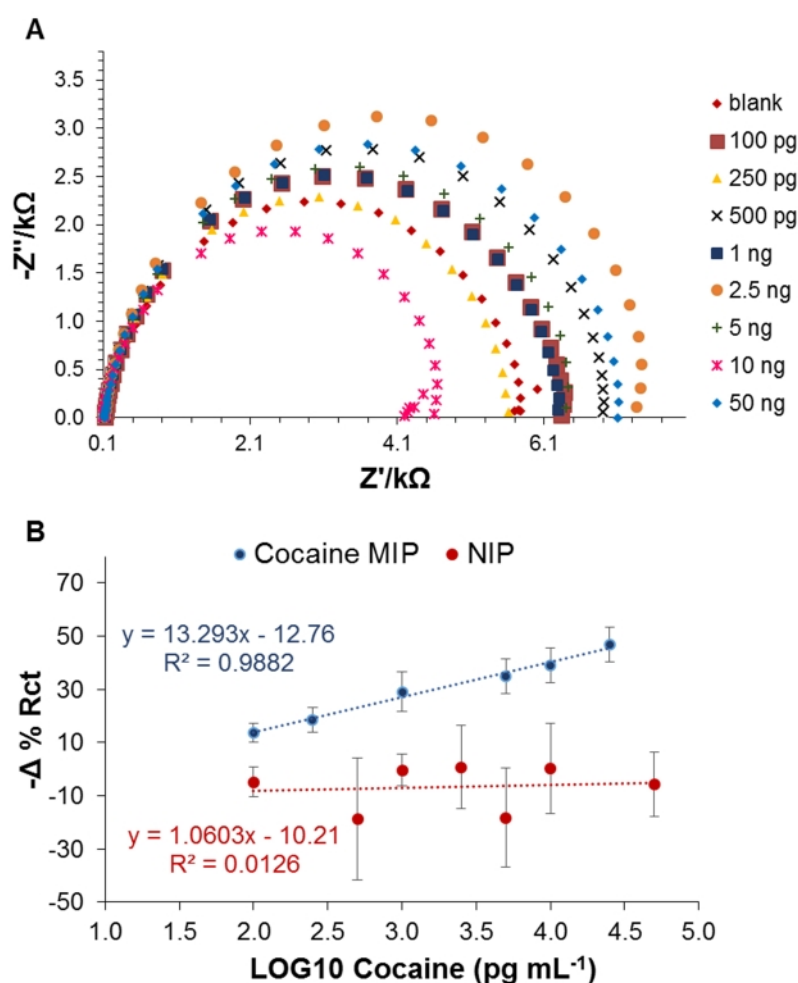 A
3.5
3.0
2.5
2.0
1.5
1.0
0.5
0.0
-Z"/kΩ
0.1 2.1 4.1 6.1
Z'/kΩ
blank
100 pg
250 pg
500 pg
1 ng
2.5 ng
5 ng
10 ng
50 ng
B
Cocaine MIP NIP
70
50
30
10
-10
-30
-50
-Δ % Rct
y = 13.293x - 12.76
R² = 0.9882
y = 1.0603x - 10.21
R² = 0.0126
1.0 1.5 2.0 2.5 3.0 3.5 4.0 4.5 5.0
LOG10 Cocaine (pg mL⁻¹)